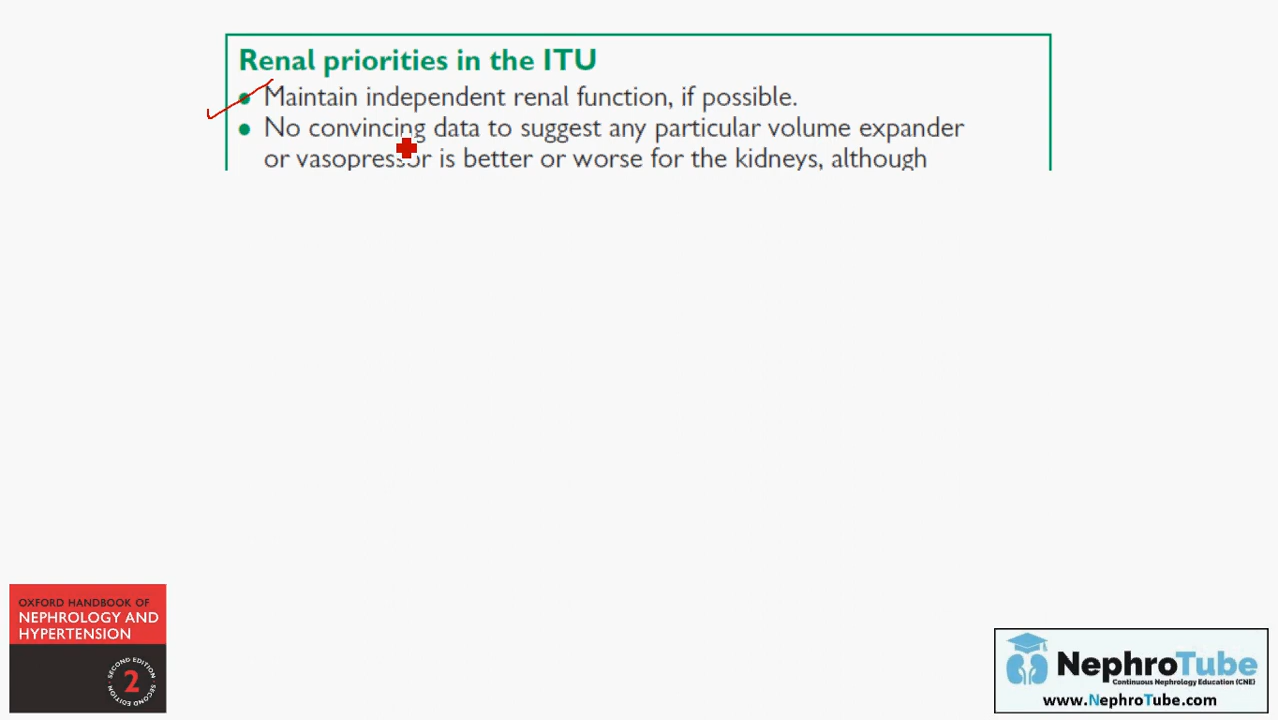 Renal priorities in the ITU
• Maintain independent renal function, if possible.
• No convincing data to suggest any particular volume expander
or vasopressor is better or worse for the kidneys, although
OXFORD HANDBOOK OF
NEPHROLOGY AND
HYPERTENSION
SECOND EDITION · SECOND EDITION ·
2
NephroTube
Continuous Nephrology Education (CNE)
www.NephroTube.com